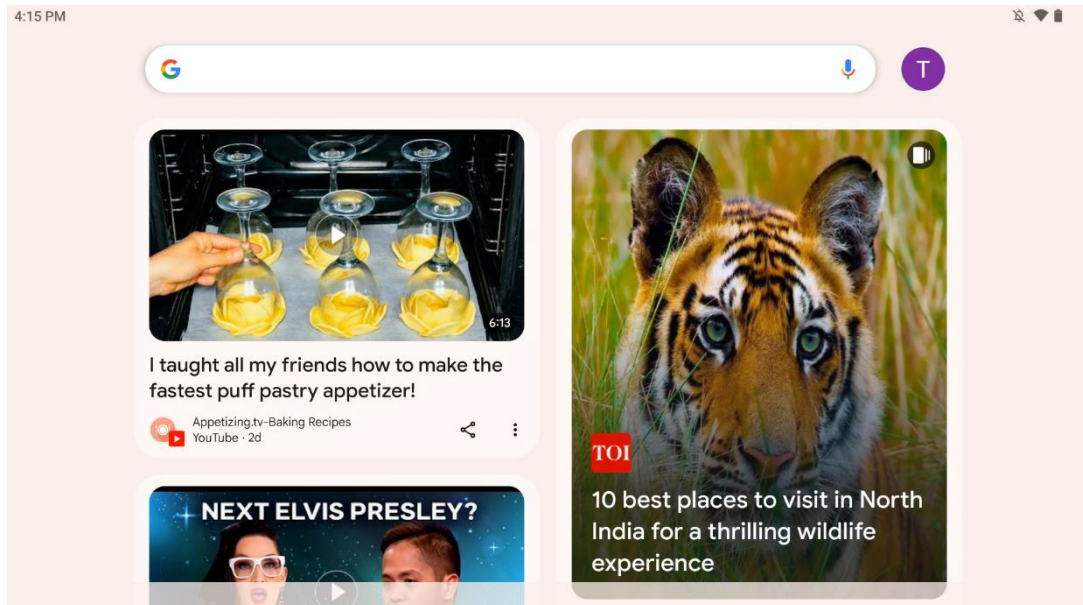 4:15 PM
G
T
6:13
I taught all my friends how to make the
fastest puff pastry appetizer!
Appetizing.tv-Baking Recipes
YouTube · 2d
NEXT ELVIS PRESLEY?
TOI
10 best places to visit in North
India for a thrilling wildlife
experience